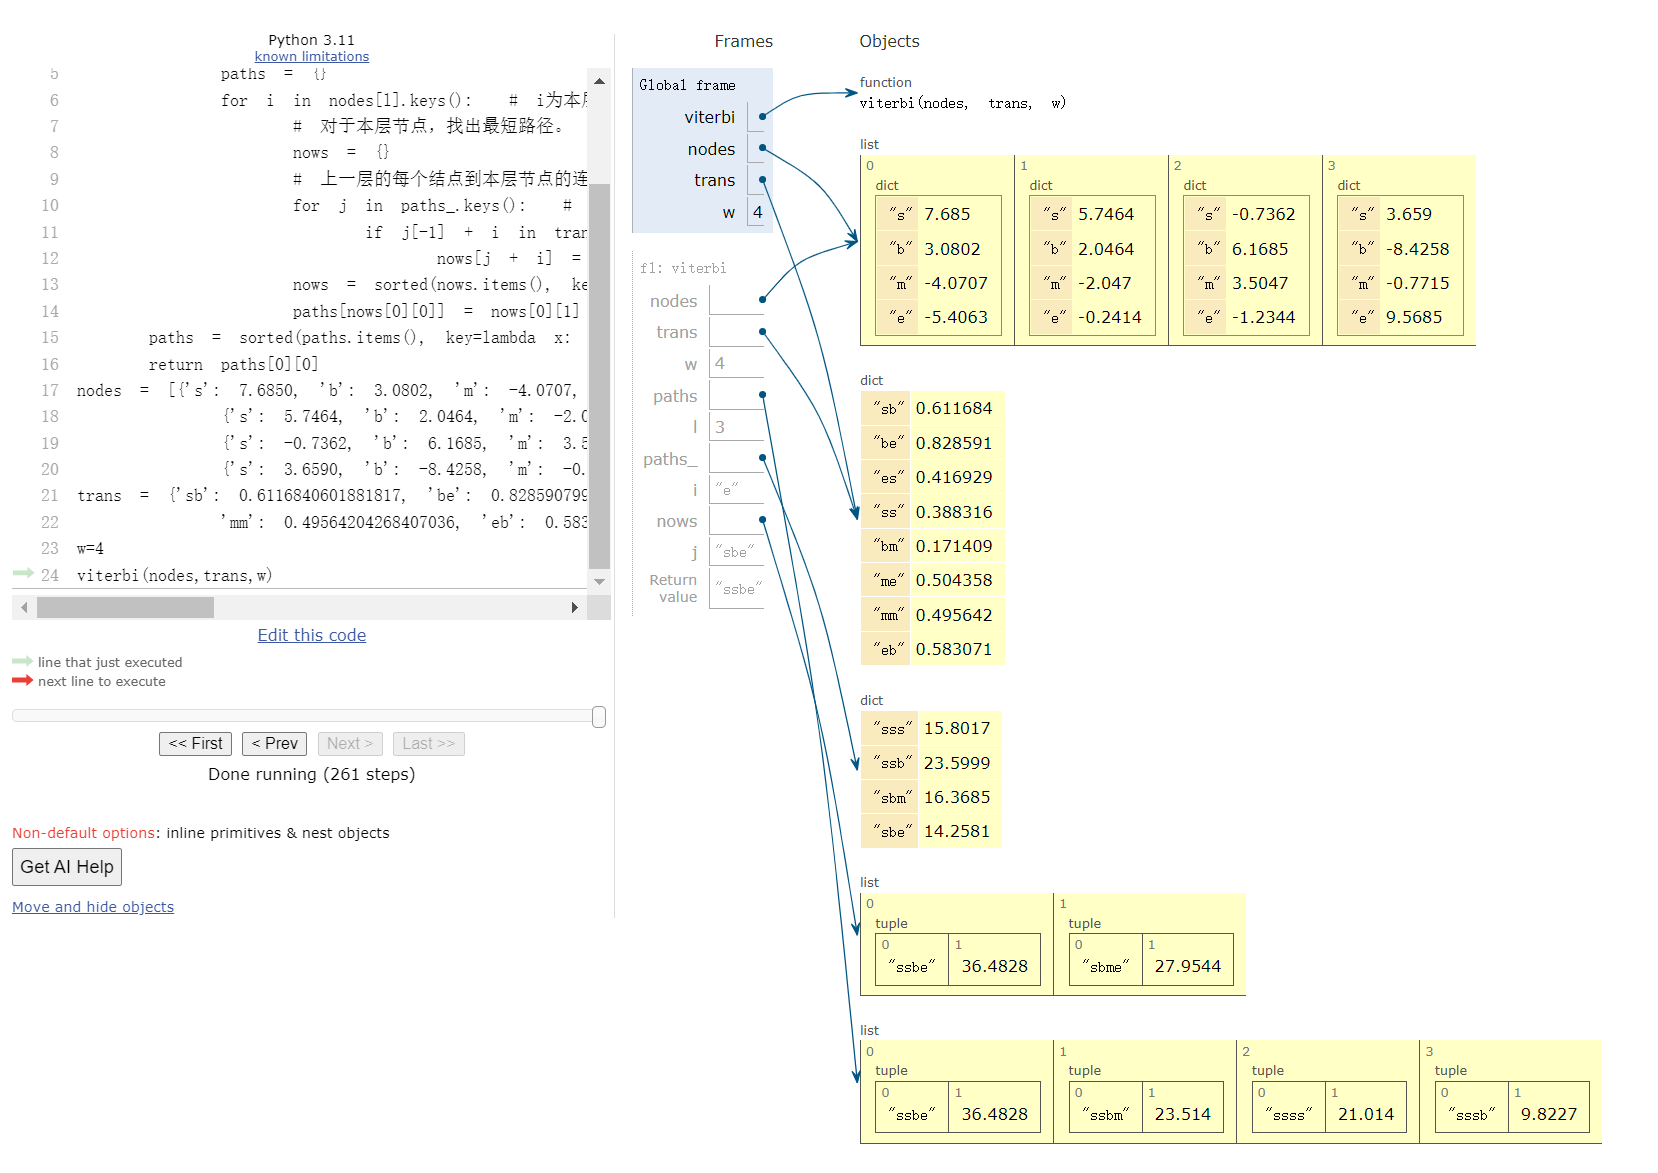 Python 3.11
known limitations
5 paths = {}
6 for i in nodes[l].keys(): # i为本
7 # 对于本层节点，找出最短路径。
8 nows = {}
9 # 上一层的每个结点到本层节点的连
10 for j in paths_.keys(): #
11 if j[-1] + i in tran
12 nows[j + i] =
13 nows = sorted(nows.items(), ke
14 paths[nows[0][0]] = nows[0][1]
15 paths = sorted(paths.items(), key=lambda x:
16 return paths[0][0]
17 nodes = [{'s': 7.6850, 'b': 3.0802, 'm': -4.0707,
18 {'s': 5.7464, 'b': 2.0464, 'm': -2.0
19 {'s': -0.7362, 'b': 6.1685, 'm': 3.5
20 {'s': 3.6590, 'b': -8.4258, 'm': -0.
21 trans = {'sb': 0.6116840601881817, 'be': 0.828590799
22 'mm': 0.49564204268407036, 'eb': 0.583
23 w=4
24 viterbi(nodes,trans,w)
Edit this code
line that just executed
next line to execute
<< First < Prev Next > Last >>
Done running (261 steps)
Non-default options: inline primitives & nest objects
Get AI Help
Move and hide objects
Frames
Global frame
viterbi
nodes
trans
w 4
f1: viterbi
nodes
trans
w 4
paths
l 3
paths_
i "e"
nows
j "sbe"
Return
value "ssbe"
Objects
function
viterbi(nodes, trans, w)
list
0 1 2 3
dict dict dict dict
"s" 7.685 "s" 5.7464 "s" -0.7362 "s" 3.659
"b" 3.0802 "b" 2.0464 "b" 6.1685 "b" -8.4258
"m" -4.0707 "m" -2.047 "m" 3.5047 "m" -0.7715
"e" -5.4063 "e" -0.2414 "e" -1.2344 "e" 9.5685
dict
"sb" 0.611684
"be" 0.828591
"es" 0.416929
"ss" 0.388316
"bm" 0.171409
"me" 0.504358
"mm" 0.495642
"eb" 0.583071
dict
"sss" 15.8017
"ssb" 23.5999
"sbm" 16.3685
"sbe" 14.2581
list
0 1
tuple tuple
0 1 0 1
"ssbe" 36.4828 "sbme" 27.9544
list
0 1 2 3
tuple tuple tuple tuple
0 1 0 1 0 1 0 1
"ssbe" 36.4828 "ssbm" 23.514 "ssss" 21.014 "sssb" 9.8227